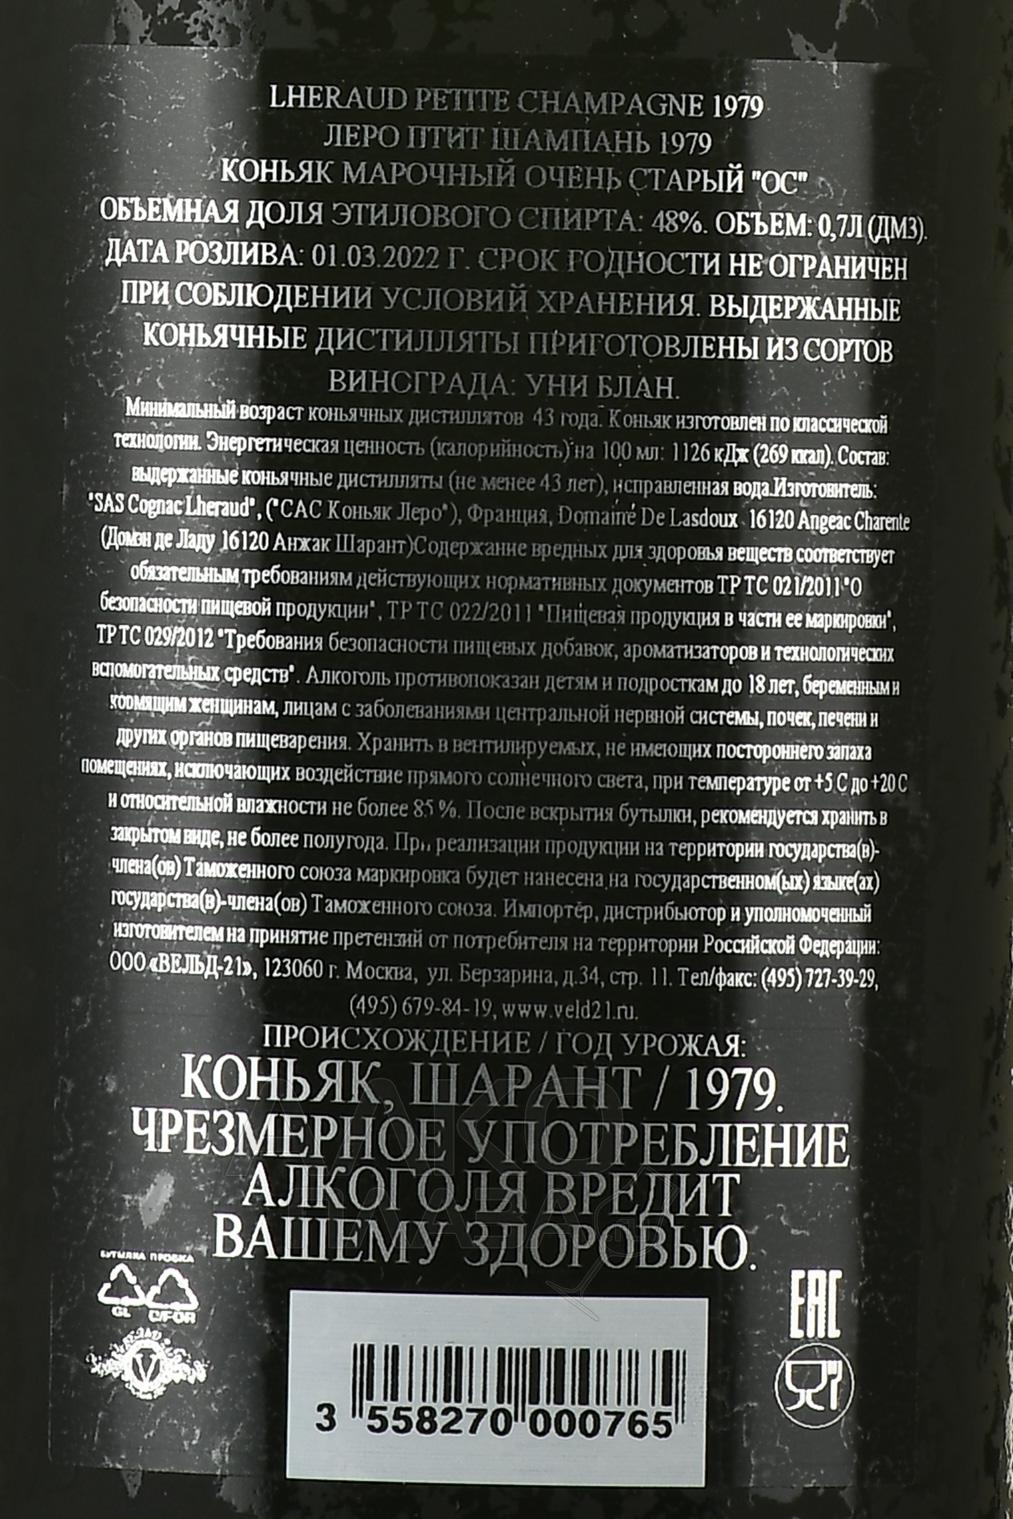 LHERAUD PETITE CHAMPAGNE 1979
ЛЕРО ПТИТ ШАМПАНЬ 1979
КОНЬЯК МАРОЧНЫЙ ОЧЕНЬ СТАРЫЙ "ОС"
ОБЪЕМНАЯ ДОЛЯ ЭТИЛОВОГО СПИРТА: 48%. ОБЪЕМ: 0,7Л (ДМ3).
ДАТА РОЗЛИВА: 01.03.2022 Г. СРОК ГОДНОСТИ НЕ ОГРАНИЧЕН
ПРИ СОБЛЮДЕНИИ УСЛОВИЙ ХРАНЕНИЯ. ВЫДЕРЖАННЫЕ
КОНЬЯЧНЫЕ ДИСТИЛЛЯТЫ ПРИГОТОВЛЕНЫ ИЗ СОРТОВ
ВИНОГРАДА: УНИ БЛАН.
Минимальный возраст коньячных дистиллятов 43 года. Коньяк изготовлен по классической
технологии. Энергетическая ценность (калорийность) на 100 мл: 1126 кДж (269 ккал). Состав:
выдержанные коньячные дистилляты (не менее 43 лет), исправленная вода.Изготовитель:
"SAS Cognac Lheraud", ("САС Коньяк Леро"), Франция, Domaine De Lasdoux 16120 Angeac Charente
(Домэн де Ладу 16120 Анжак Шарант)Содержание вредных для здоровья веществ соответствует
обязательным требованиям действующих нормативных документов ТР ТС 021/2011 "О
безопасности пищевой продукции", ТР ТС 022/2011 "Пищевая продукция в части ее маркировки",
ТР ТС 029/2012 "Требования безопасности пищевых добавок, ароматизаторов и технологических
вспомогательных средств". Алкоголь противопоказан детям и подросткам до 18 лет, беременным и
кормящим женщинам, лицам с заболеваниями центральной нервной системы, почек, печени и
других органов пищеварения. Хранить в вентилируемых, не имеющих постороннего запаха
помещениях, исключающих воздействие прямого солнечного света, при температуре от +5 С до +20 С
и относительной влажности не более 85 %. После вскрытия бутылки, рекомендуется хранить в
закрытом виде, не более полугода. При реализации продукции на территории государства(в)-
члена(ов) Таможенного союза маркировка будет нанесена на государственном(ых) языке(ах)
государства(в)-члена(ов) Таможенного союза. Импортёр, дистрибьютор и уполномоченный
изготовителем на принятие претензий от потребителя на территории Российской Федерации:
ООО «ВЕЛЬД-21», 123060 г. Москва, ул. Берзарина, д.34, стр. 11. Тел/факс: (495) 727-39-29,
(495) 679-84-19, www.veld21.ru.
ПРОИСХОЖДЕНИЕ / ГОД УРОЖАЯ:
КОНЬЯК, ШАРАНТ / 1979.
ЧРЕЗМЕРНОЕ УПОТРЕБЛЕНИЕ
АЛКОГОЛЯ ВРЕДИТ
ВАШЕМУ ЗДОРОВЬЮ.
БУТЫЛКА ПРОБКА
GL C/FOR
V
EAC
3 558270 000765